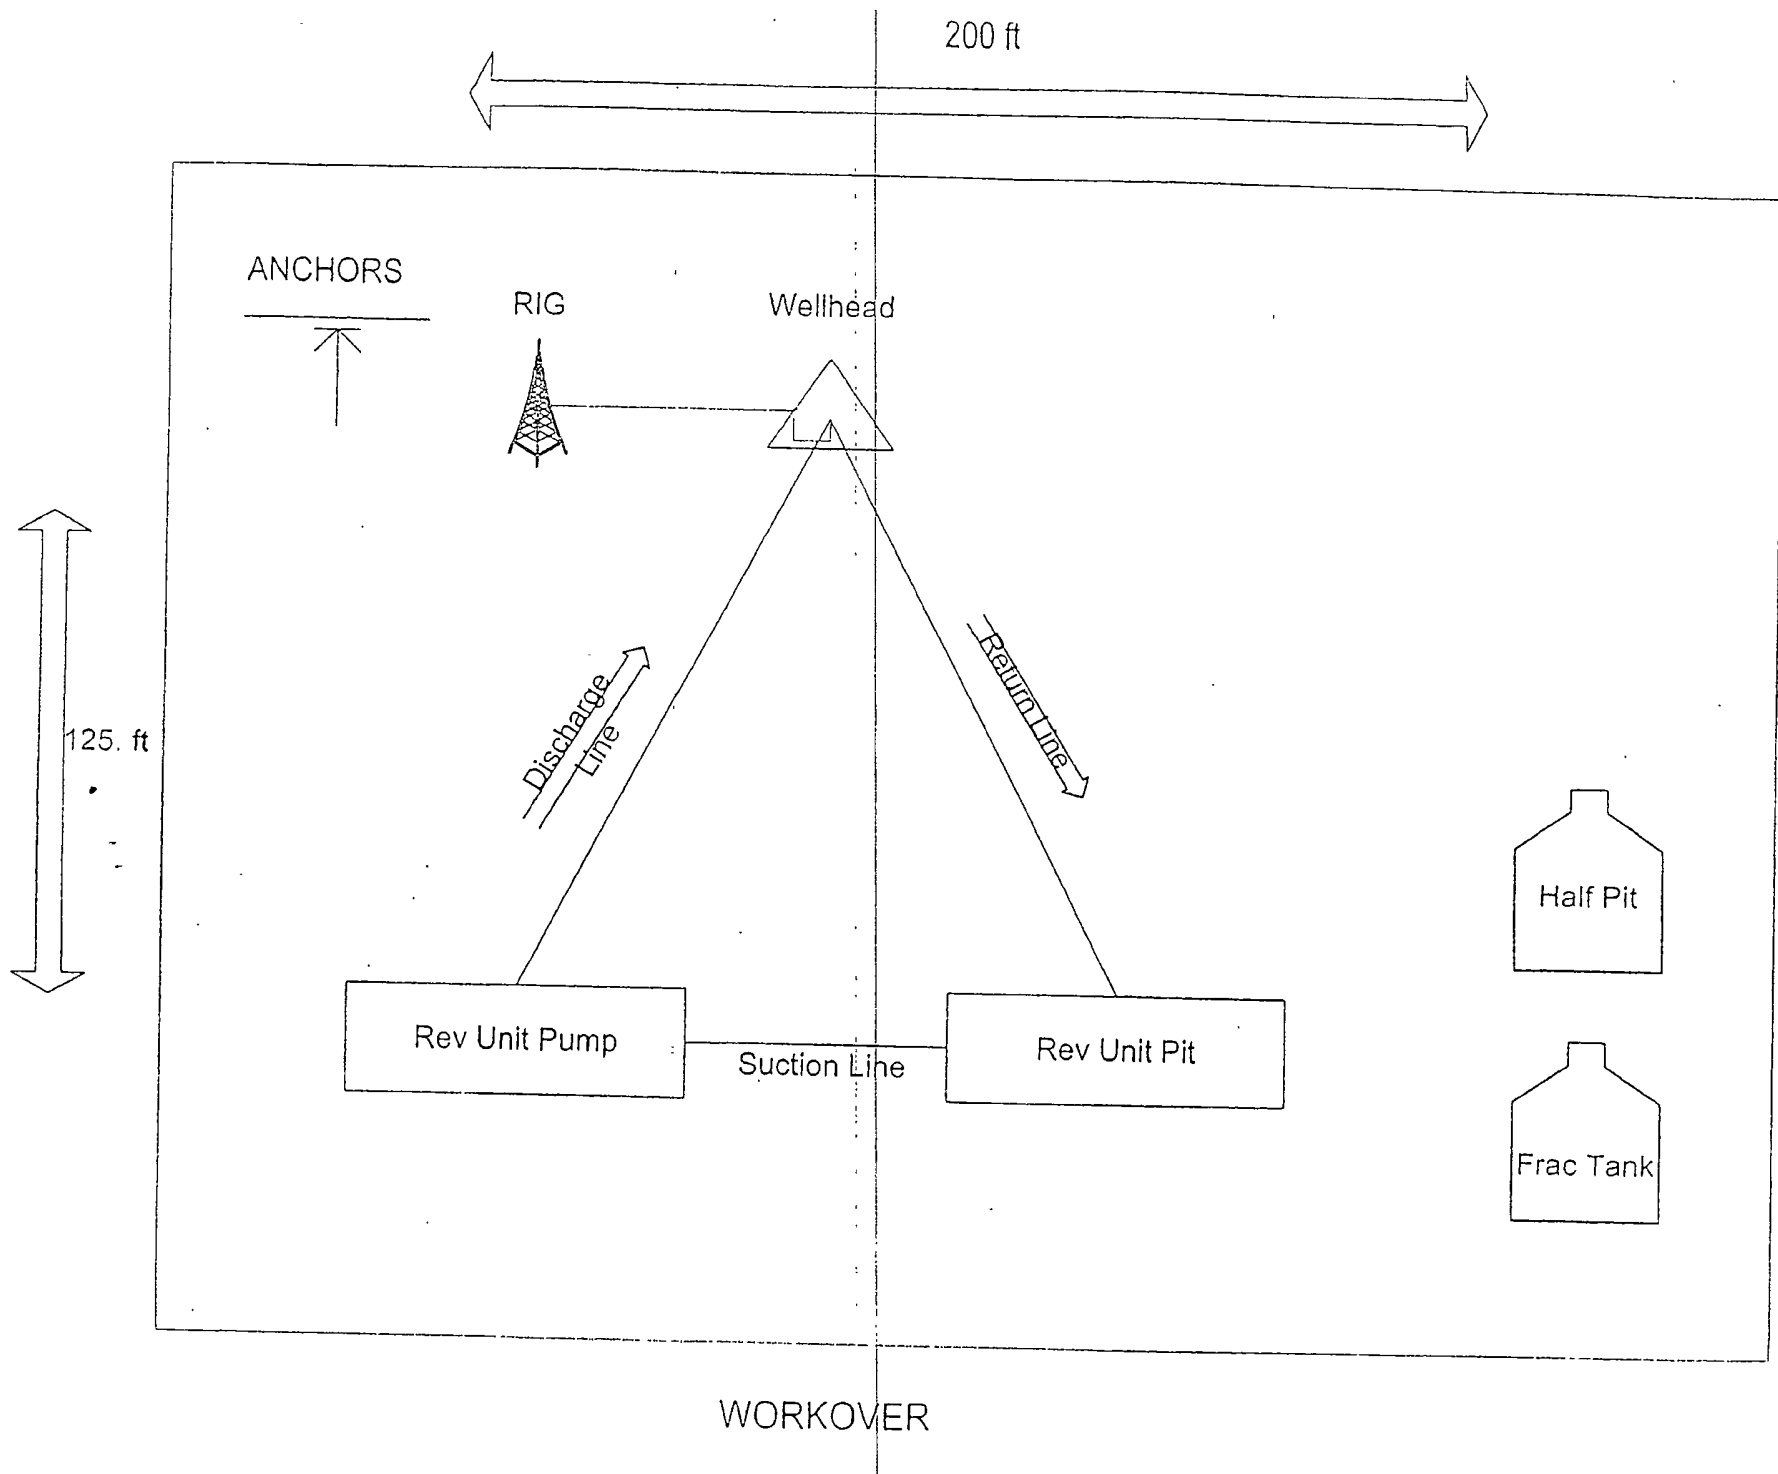 200 ft
ANCHORS
RIG
Wellhead
Discharge
Line
Return Line
125. ft
Half Pit
Rev Unit Pump
Suction Line
Rev Unit Pit
Frac Tank
WORKOVER